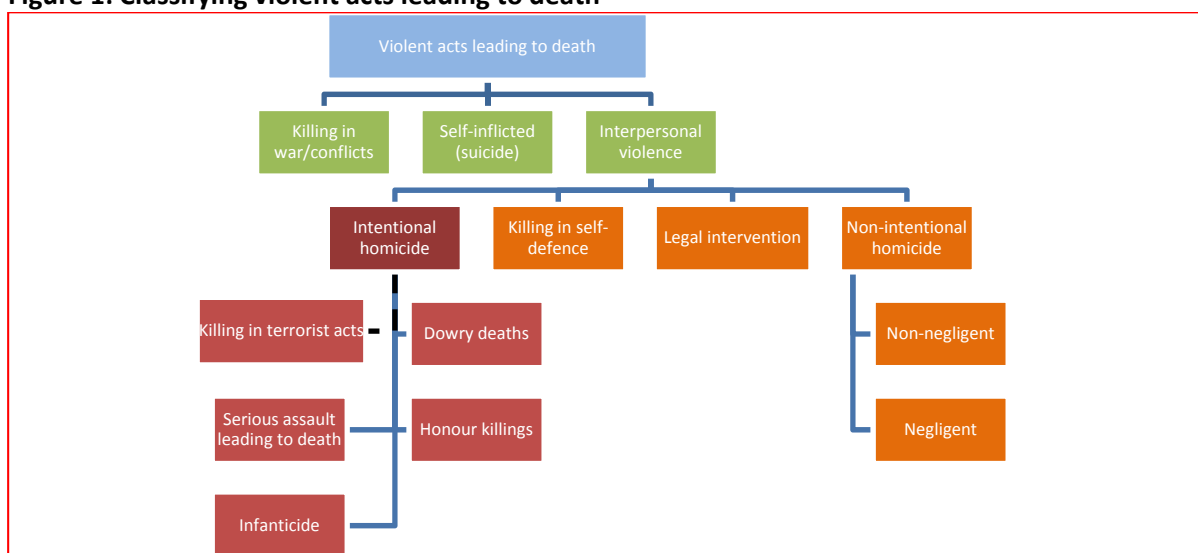 Figure 1: Classifying violent acts leading to death
Violent acts leading to death
Killing in
war/conflicts
Self-inflicted
(suicide)
Interpersonal
violence
Intentional
homicide
Killing in self-
defence
Legal intervention
Non-intentional
homicide
Killing in terrorist acts
Dowry deaths
Non-negligent
Serious assault
leading to death
Honour killings
Negligent
Infanticide